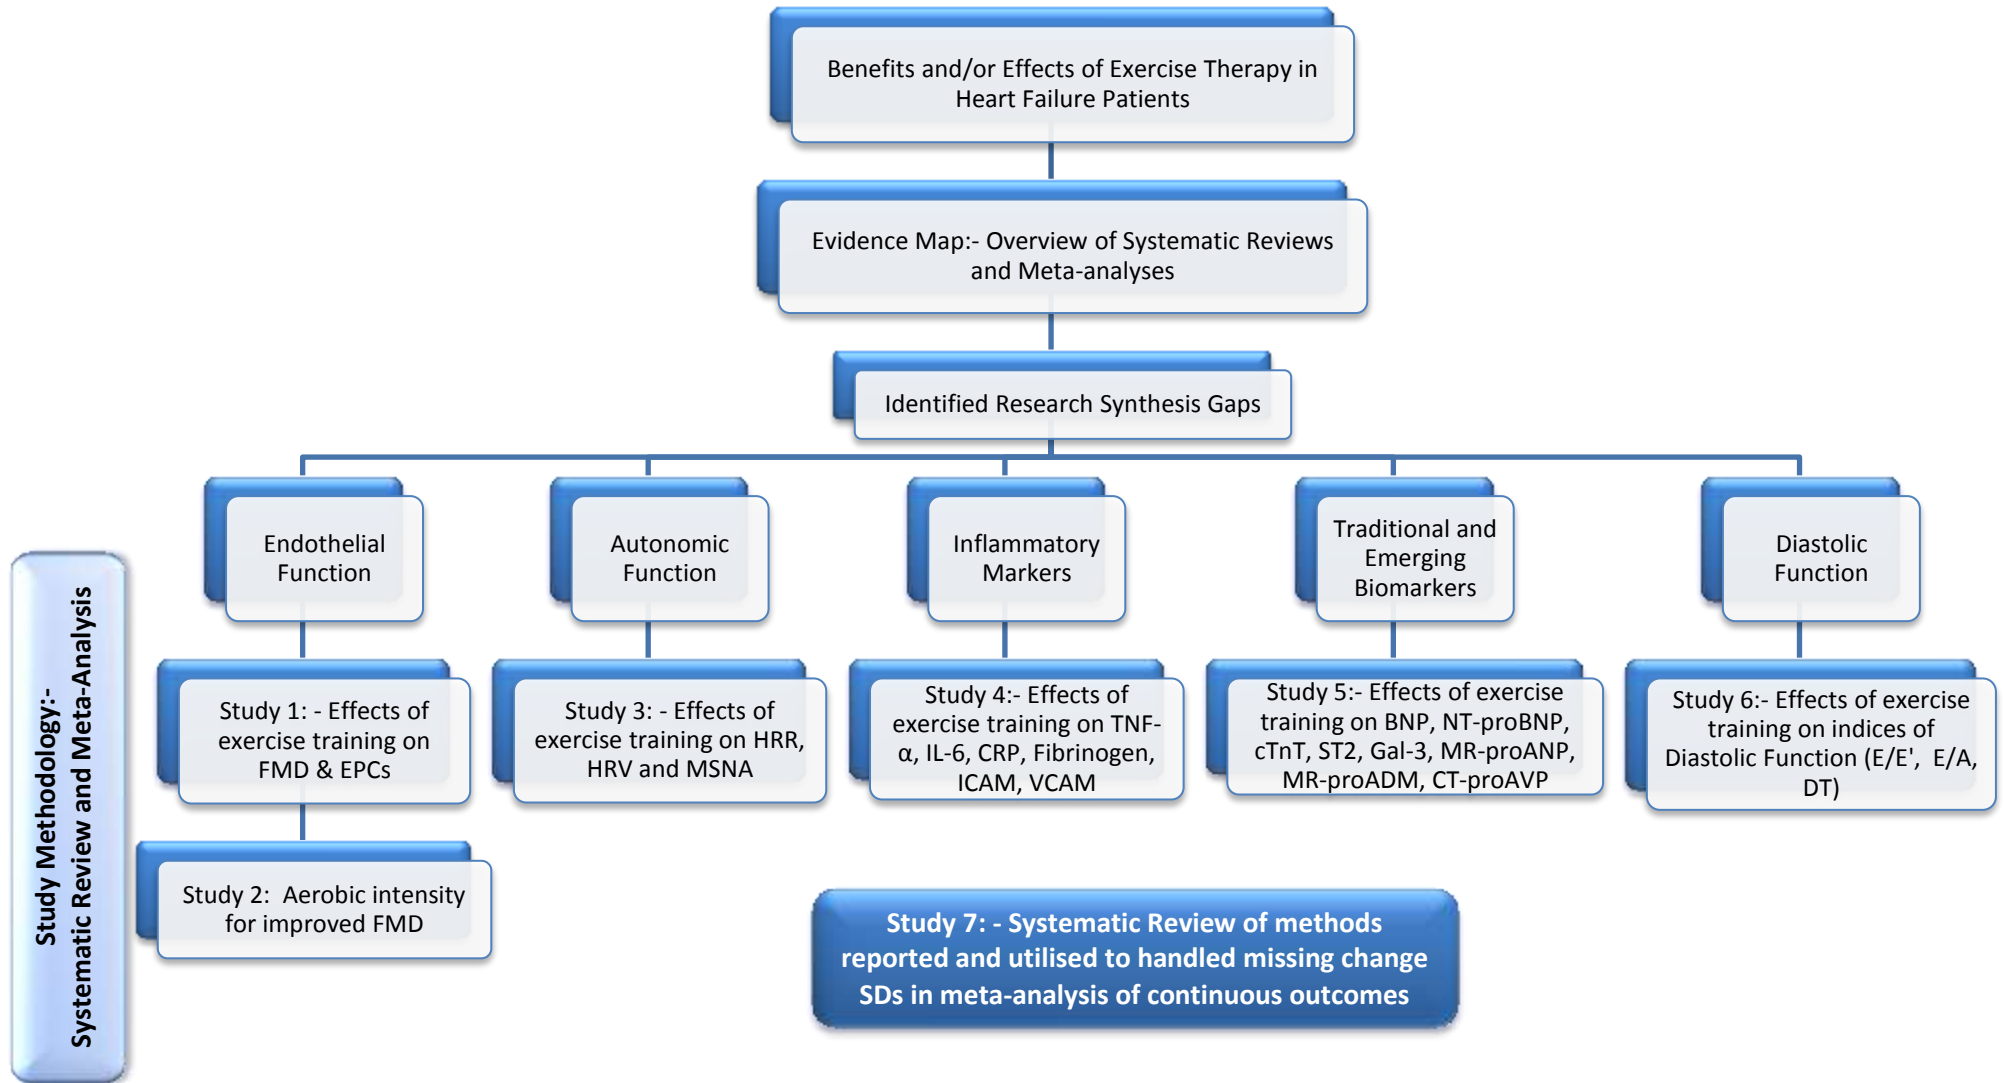 Benefits and/or Effects of Exercise Therapy in
Heart Failure Patients
Evidence Map:- Overview of Systematic Reviews
and Meta-analyses
Identified Research Synthesis Gaps
Endothelial
Function
Autonomic
Function
Inflammatory
Markers
Traditional and
Emerging
Biomarkers
Diastolic
Function
Study Methodology:-
Systematic Review and Meta-Analysis
Study 1: - Effects of
exercise training on
FMD & EPCs
Study 3: - Effects of
exercise training on HRR,
HRV and MSNA
Study 4:- Effects of
exercise training on TNF-
α, IL-6, CRP, Fibrinogen,
ICAM, VCAM
Study 5:- Effects of exercise
training on BNP, NT-proBNP,
cTnT, ST2, Gal-3, MR-proANP,
MR-proADM, CT-proAVP
Study 6:- Effects of exercise
training on indices of
Diastolic Function (E/E', E/A,
DT)
Study 2: Aerobic intensity
for improved FMD
Study 7: - Systematic Review of methods
reported and utilised to handled missing change
SDs in meta-analysis of continuous outcomes